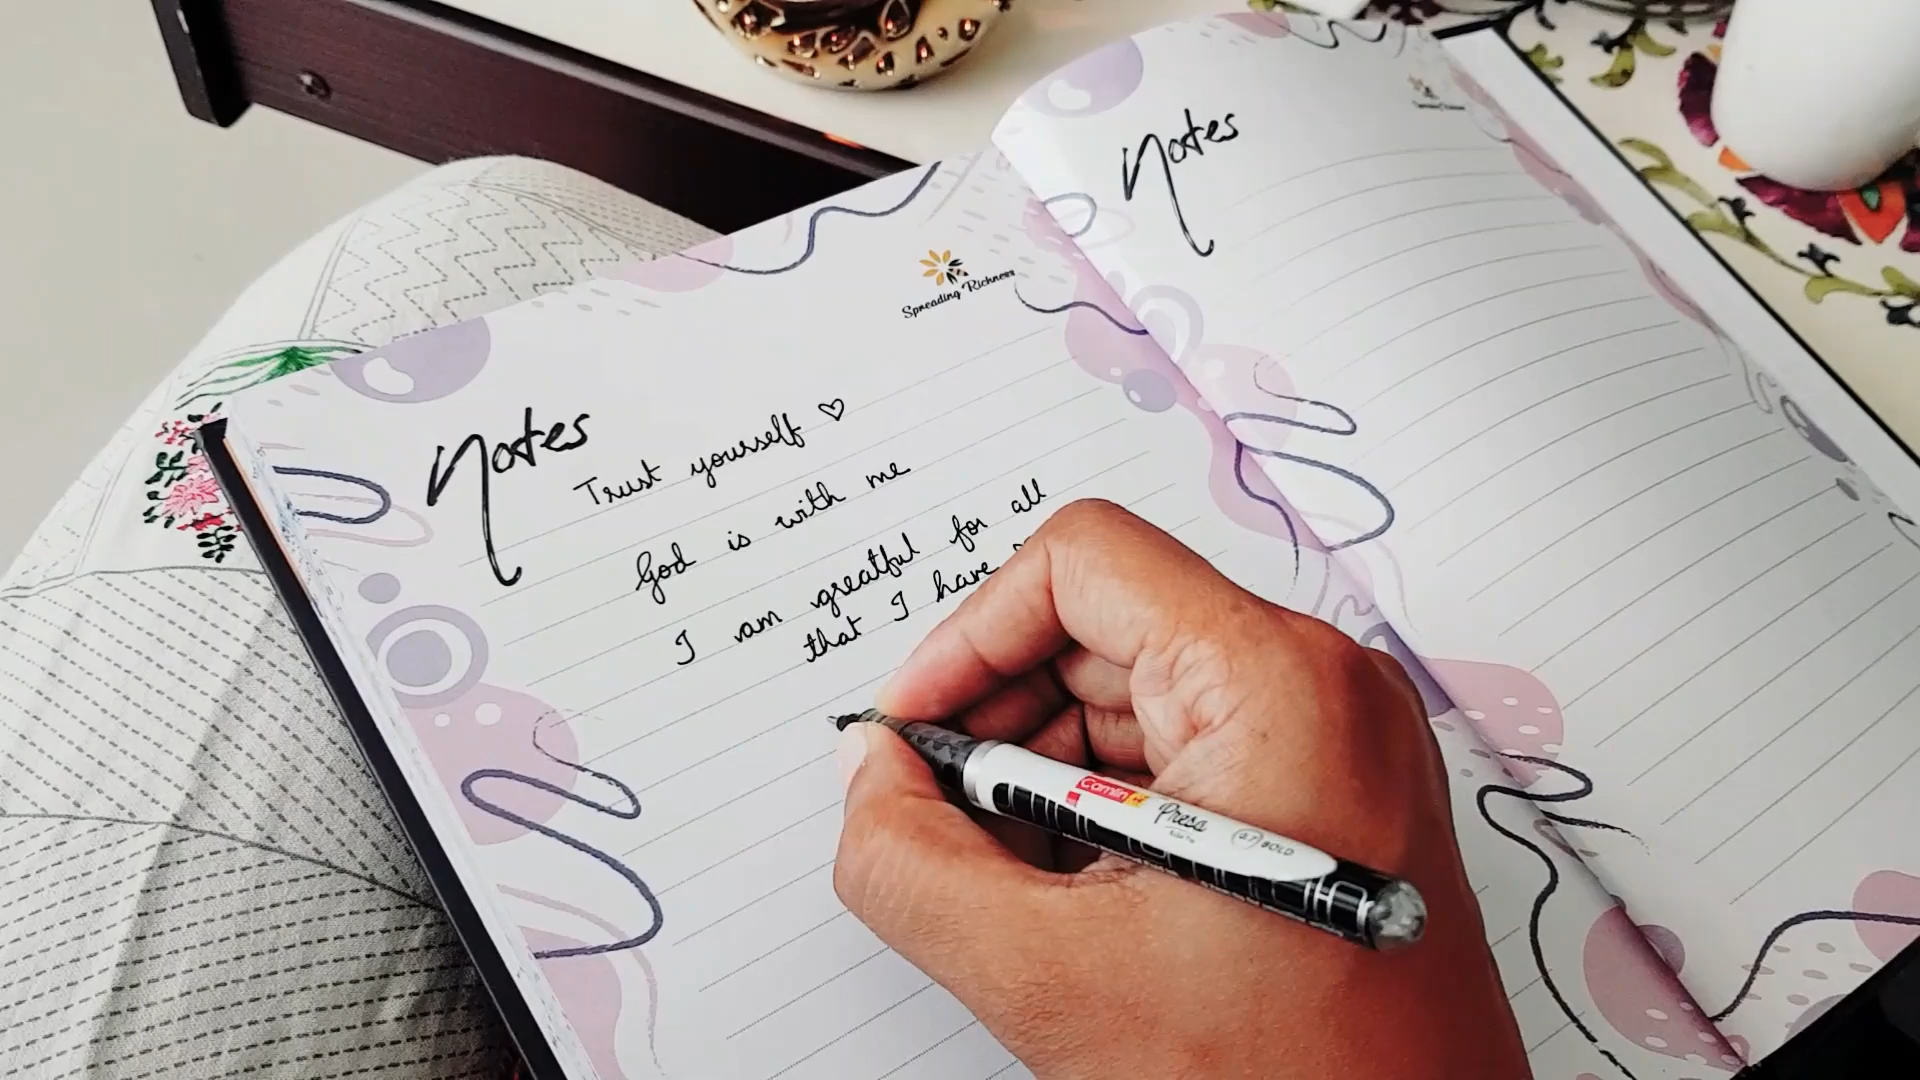 Spreading Richness
Notes
Trust yourself ♡
God is with me
I am greatful for all
that I have
Notes
Camlin
Press
0.7 BOLD